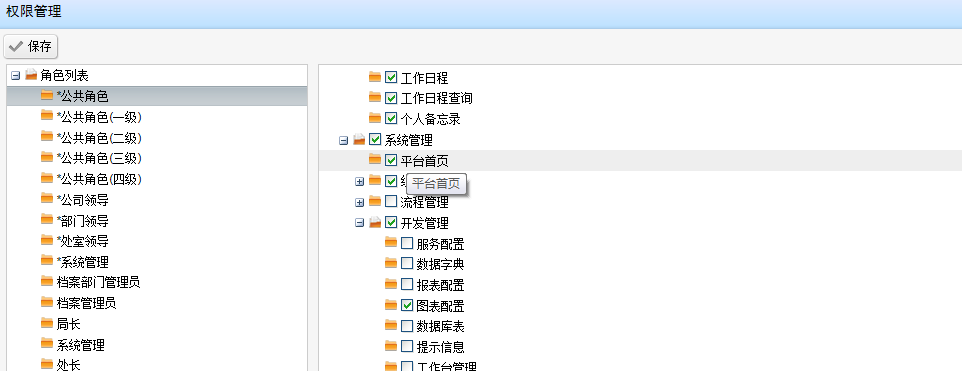 权限管理
保存
角色列表
*公共角色
*公共角色(一级)
*公共角色(二级)
*公共角色(三级)
*公共角色(四级)
*公司领导
*部门领导
*处室领导
*系统管理
档案部门管理员
档案管理员
局长
系统管理
处长
工作日程
工作日程查询
个人备忘录
系统管理
平台首页
平台首页
流程管理
开发管理
服务配置
数据字典
报表配置
图表配置
数据库表
提示信息
工作台管理